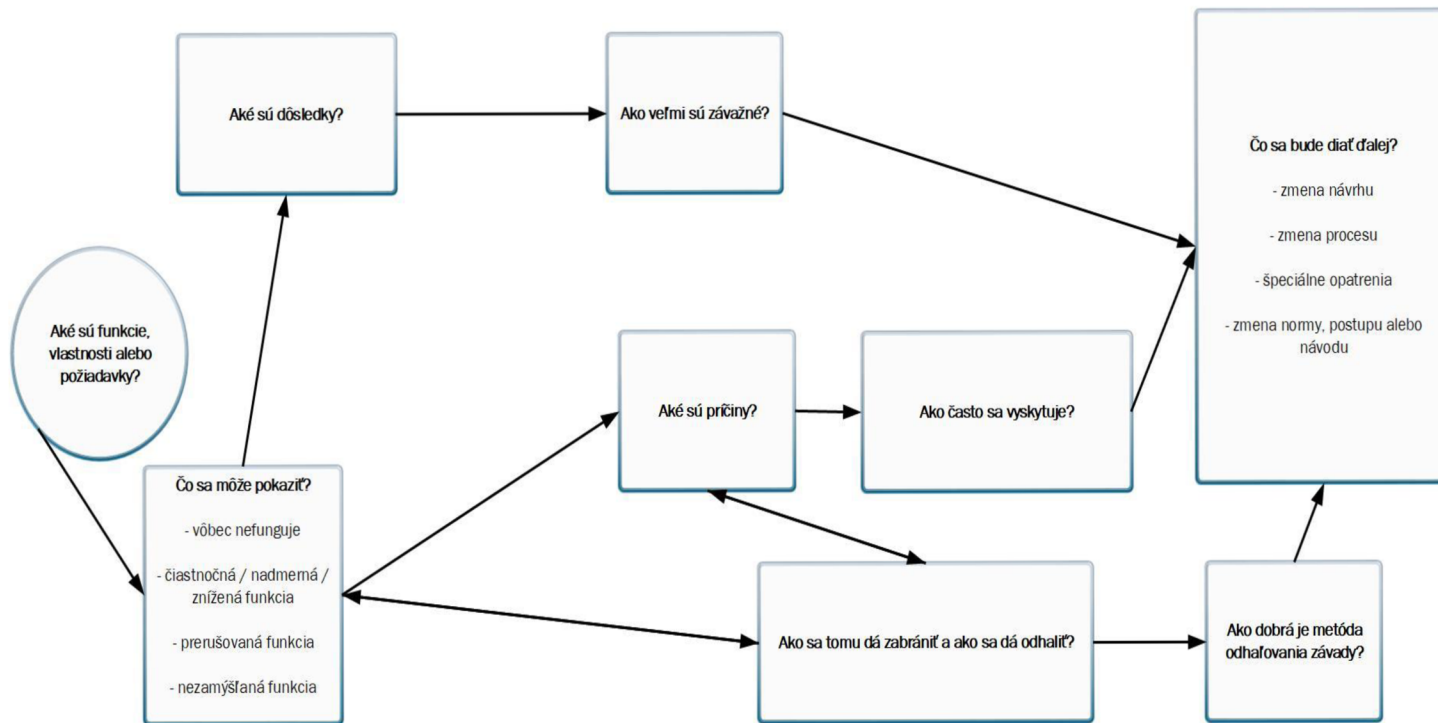 Aké sú dôsledky?
Ako veľmi sú závažné?
Čo sa bude diať ďalej?
- zmena návrhu
- zmena procesu
- špeciálne opatrenia
- zmena normy, postupu alebo
návodu
Aké sú funkcie,
vlastnosti alebo
požiadavky?
Aké sú príčiny?
Ako často sa vyskytuje?
Čo sa môže pokaziť?
- vôbec nefunguje
- čiastnočná / nadmerná /
znížená funkcia
- prerušovaná funkcia
- nezamýšľaná funkcia
Ako sa tomu dá zabrániť a ako sa dá odhaliť?
Ako dobrá je metóda
odhaľovania závady?